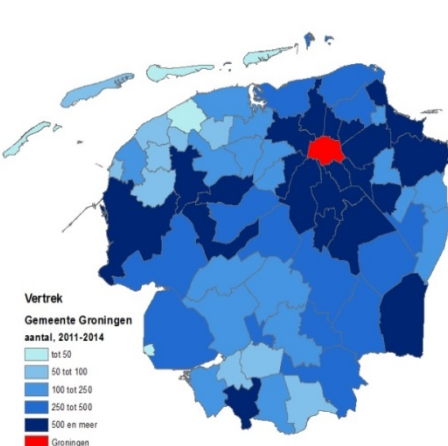 Vertrek
Gemeente Groningen
aantal, 2011-2014
tot 50
50 tot 100
100 tot 250
250 tot 500
500 en meer
Groningen